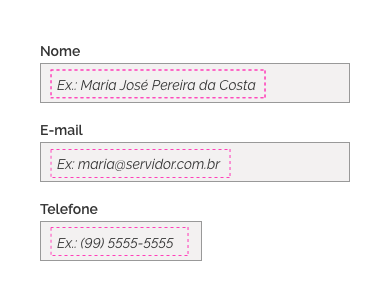 Nome
Ex.: Maria José Pereira da Costa
E-mail
Ex: maria@servidor.com.br
Telefone
Ex.: (99) 5555-5555